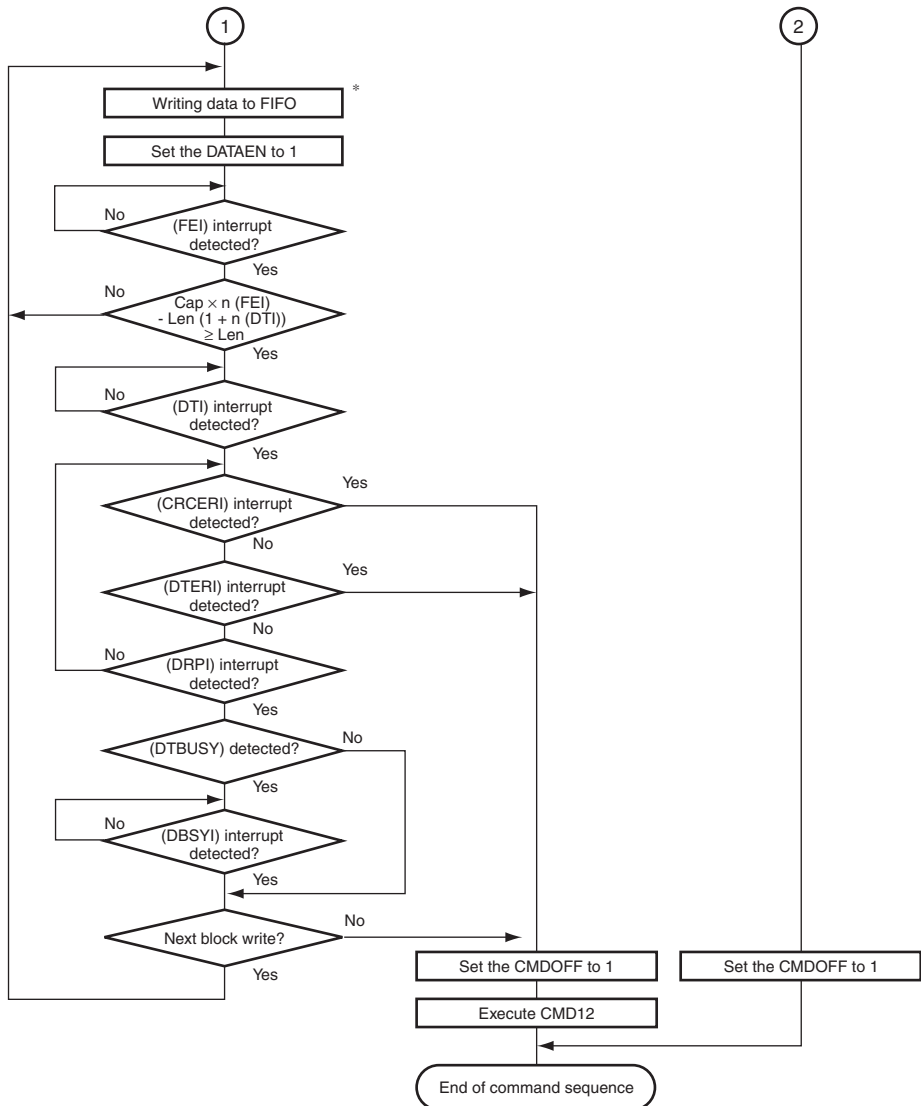 1
2
Writing data to FIFO
*
Set the DATAEN to 1
No
(FEI) interrupt
detected?
Yes
No
Cap × n (FEI)
- Len (1 + n (DTI))
≥ Len
Yes
No
(DTI) interrupt
detected?
Yes
(CRCERI) interrupt
detected?
Yes
No
(DTERI) interrupt
detected?
Yes
No
No
(DRPI) interrupt
detected?
Yes
(DTBUSY) detected?
No
Yes
No
(DBSYI) interrupt
detected?
Yes
Next block write?
No
Yes
Set the CMDOFF to 1
Set the CMDOFF to 1
Execute CMD12
End of command sequence